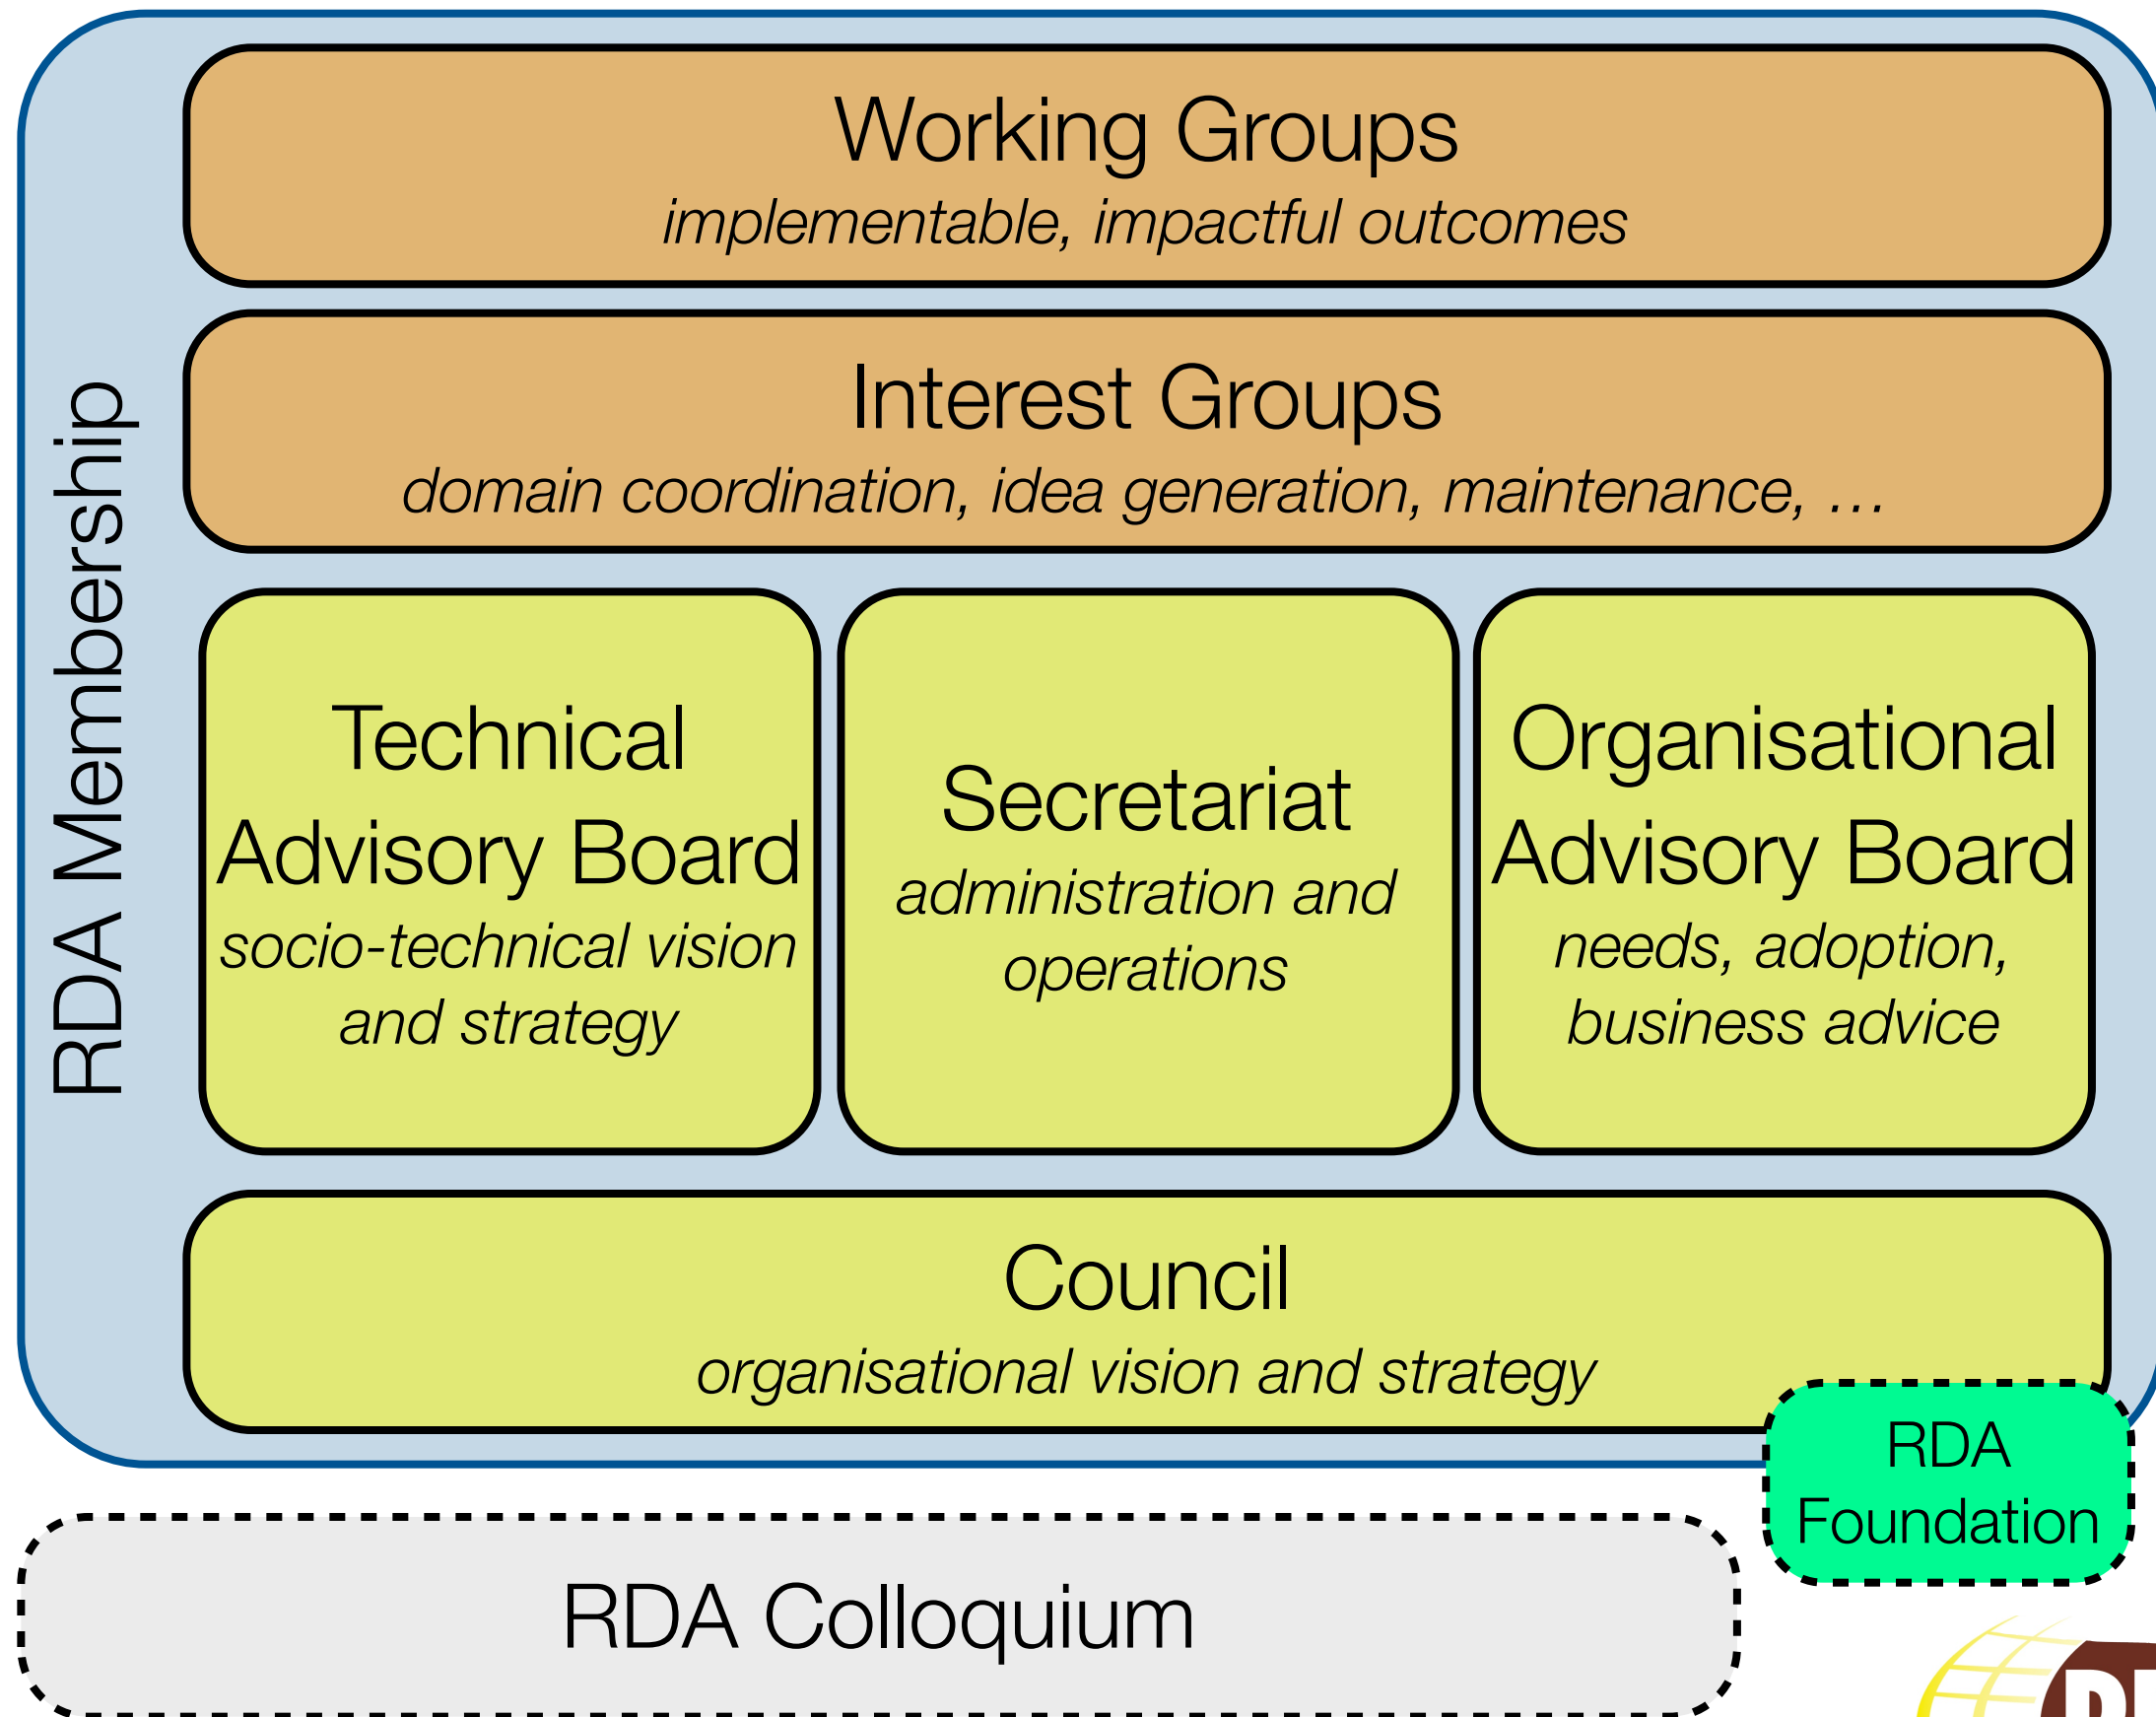 RDA Membership
Working Groups
implementable, impactful outcomes
Interest Groups
domain coordination, idea generation, maintenance, …
Technical
Advisory Board
socio-technical vision
and strategy
Secretariat
administration and
operations
Organisational
Advisory Board
needs, adoption,
business advice
Council
organisational vision and strategy
RDA
Foundation
RDA Colloquium